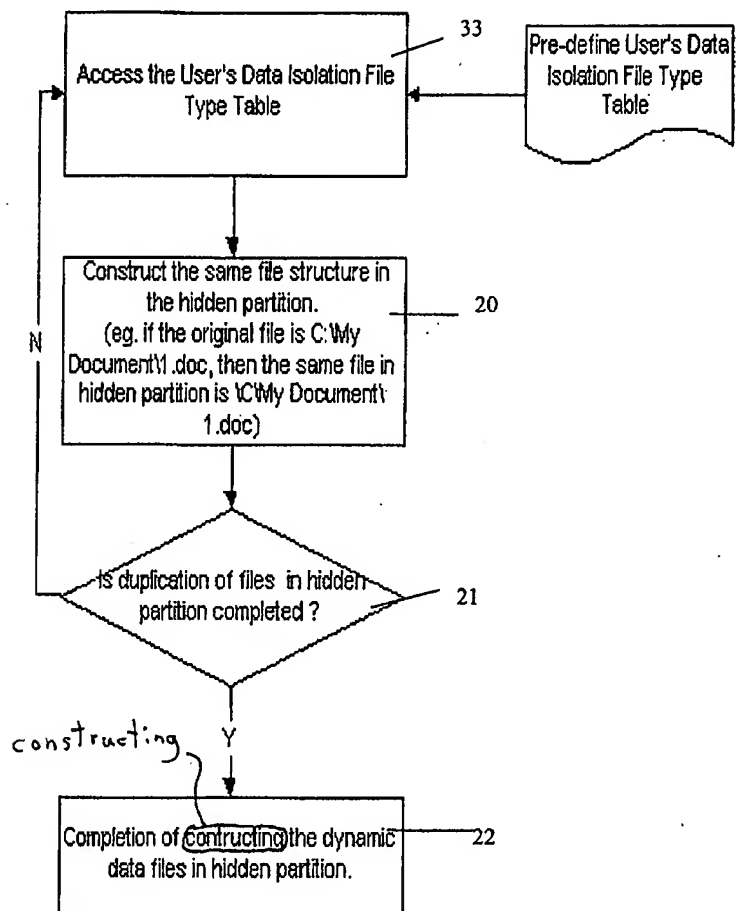 33
Access the User's Data Isolation File
Type Table
Pre-define User's Data
Isolation File Type
Table
Construct the same file structure in
the hidden partition.
(eg. if the original file is C:\My
Document\1.doc, then the same file in
hidden partition is \C\My Document\
1.doc)
20
N
Is duplication of files in hidden
partition completed ?
21
Y
constructing
Completion of contructing the dynamic
data files in hidden partition.
22